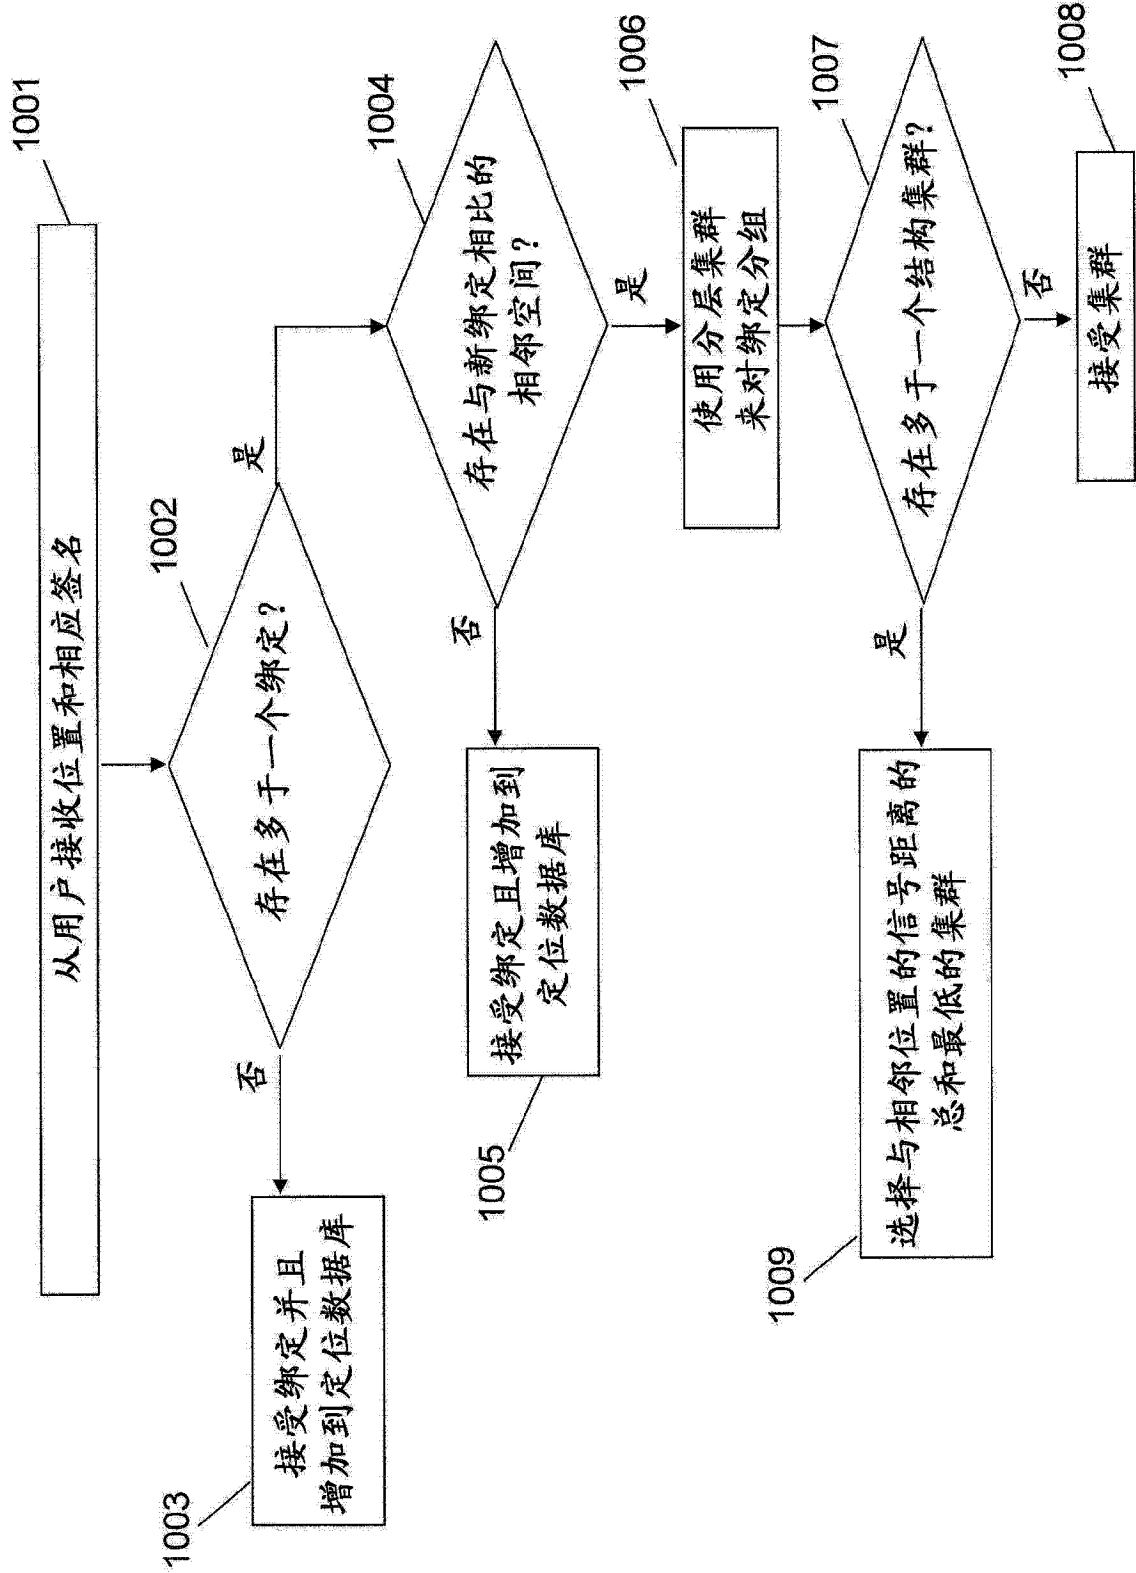 1001
从用户接收位置和相应签名
1002
存在多于一个绑定？
否
是
1003
接受绑定并且
增加到定位数据库
1004
存在与新绑定相比的
相邻空间？
否
是
1005
接受绑定且增加到
定位数据库
1006
使用分层集群
来对绑定分组
1007
存在多于一个结构集群？
是
否
1009
选择与相邻位置的信号距离的
总和最低的集群
1008
接受集群